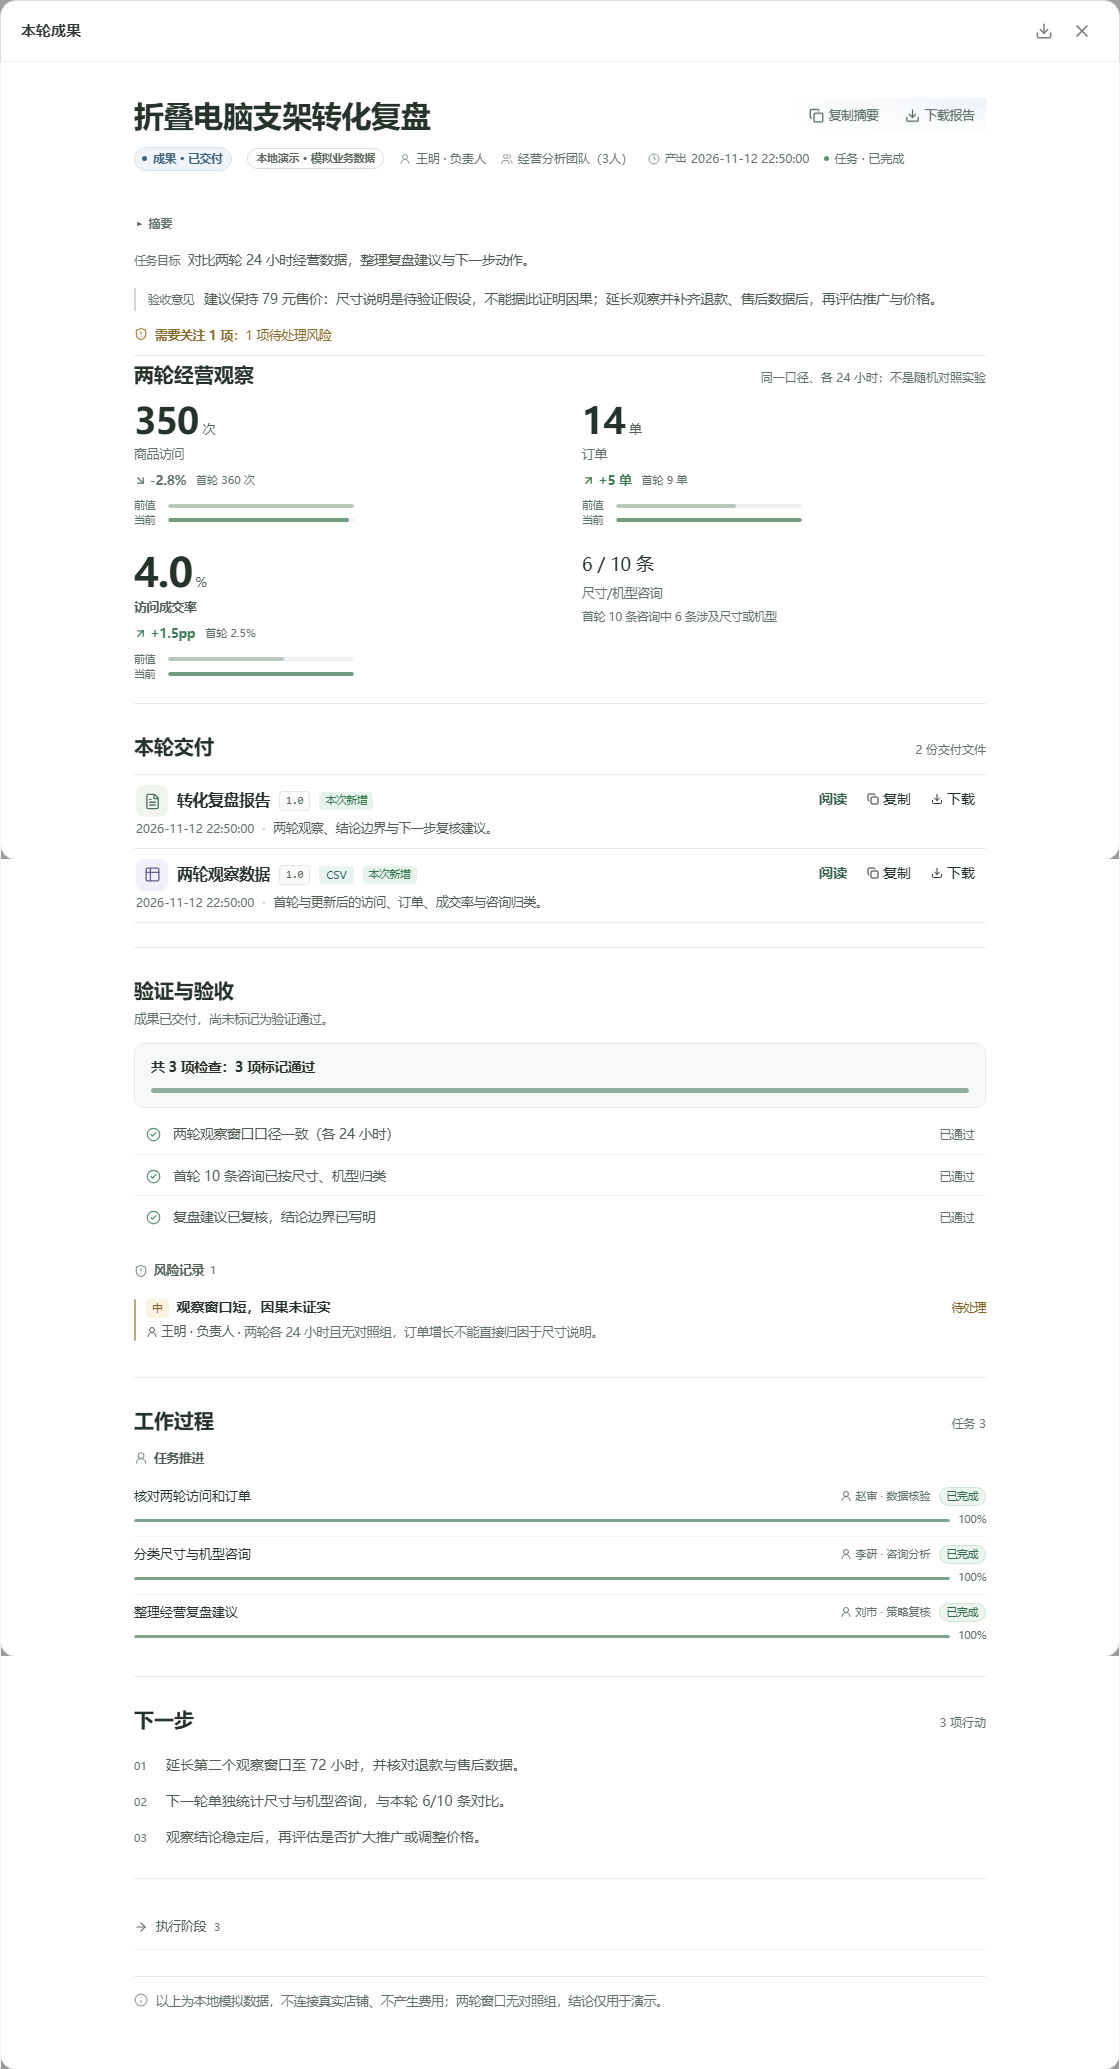 本轮成果
折叠电脑支架转化复盘
复制摘要 下载报告
成果 • 已交付 本地演示 • 模拟业务数据 王明 · 负责人 经营分析团队（3人） 产出 2026-11-12 22:50:00 任务 · 已完成
摘要
任务目标 对比两轮 24 小时经营数据，整理复盘建议与下一步动作。
验收意见 建议保持 79 元售价：尺寸说明是待验证假设，不能据此证明因果；延长观察并补齐退款、售后数据后，再评估推广与价格。
需要关注 1 项：1 项待处理风险
两轮经营观察 同一口径、各 24 小时；不是随机对照实验
350 次
商品访问
-2.8% 首轮 360 次
前值
当前
14 单
订单
+5 单 首轮 9 单
前值
当前
4.0 %
访问成交率
+1.5pp 首轮 2.5%
前值
当前
6 / 10 条
尺寸/机型咨询
首轮 10 条咨询中 6 条涉及尺寸或机型
本轮交付 2 份交付文件
转化复盘报告 1.0 本次新增 阅读 复制 下载
2026-11-12 22:50:00 · 两轮观察、结论边界与下一步复核建议。
两轮观察数据 1.0 CSV 本次新增 阅读 复制 下载
2026-11-12 22:50:00 · 首轮与更新后的访问、订单、成交率与咨询归类。
验证与验收
成果已交付，尚未标记为验证通过。
共 3 项检查：3 项标记通过
两轮观察窗口口径一致（各 24 小时） 已通过
首轮 10 条咨询已按尺寸、机型归类 已通过
复盘建议已复核，结论边界已写明 已通过
风险记录 1
中 观察窗口短，因果未证实 待处理
王明 · 负责人 · 两轮各 24 小时且无对照组，订单增长不能直接归因于尺寸说明。
工作过程 任务 3
任务推进
核对两轮访问和订单 赵审 · 数据核验 已完成
100%
分类尺寸与机型咨询 李研 · 咨询分析 已完成
100%
整理经营复盘建议 刘市 · 策略复核 已完成
100%
下一步 3 项行动
01 延长第二个观察窗口至 72 小时，并核对退款与售后数据。
02 下一轮单独统计尺寸与机型咨询，与本轮 6/10 条对比。
03 观察结论稳定后，再评估是否扩大推广或调整价格。
执行阶段 3
以上为本地模拟数据，不连接真实店铺、不产生费用；两轮窗口无对照组，结论仅用于演示。